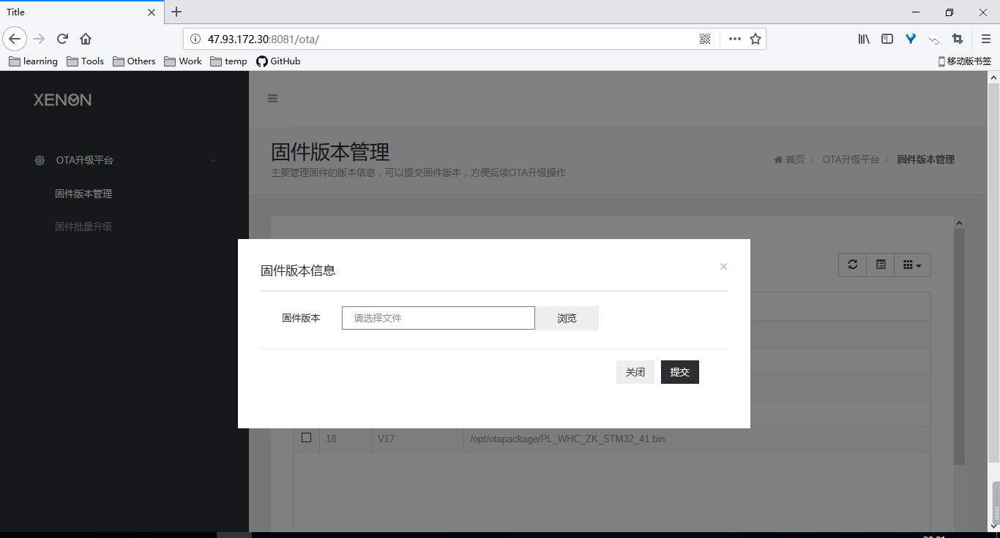 Title
47.93.172.30:8081/ota/
learning Tools Others Work temp GitHub 移动版书签
XENON
OTA升级平台
固件版本管理
固件批量升级
固件版本管理
主要管理固件的版本信息，可以提交固件版本，方便后续OTA升级操作
首页 / OTA升级平台 / 固件版本管理
固件版本信息
×
固件版本 请选择文件 浏览
关闭 提交
18 V17 /opt/otapackage/PL_WHC_ZK_STM32_41.bin